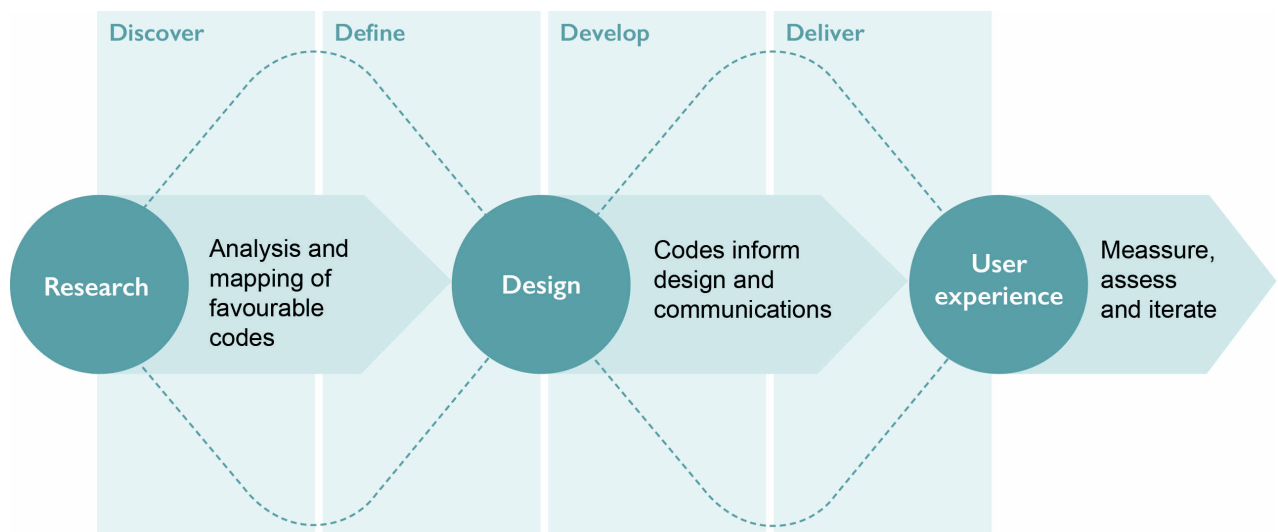 Discover
Define
Develop
Deliver
Research
Analysis and
mapping of
favourable
codes
Design
Codes inform
design and
communications
User
experience
Meassure,
assess
and iterate